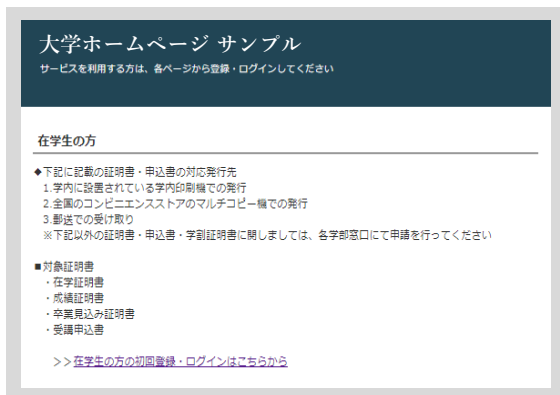 大学ホームページ サンプル
サービスを利用する方は、各ページから登録・ログインしてください
在学生の方
◆下記に記載の証明書・申込書の対応発行先
1.学内に設置されている学内印刷機での発行
2.全国のコンビニエンスストアのマルチコピー機での発行
3.郵送での受け取り
※下記以外の証明書・申込書・学割証明書に関しましては、各学部窓口にて申請を行ってください
■対象証明書
・在学証明書
・成績証明書
・卒業見込み証明書
・受講申込書
>>在学生の方の初回登録・ログインはこちらから